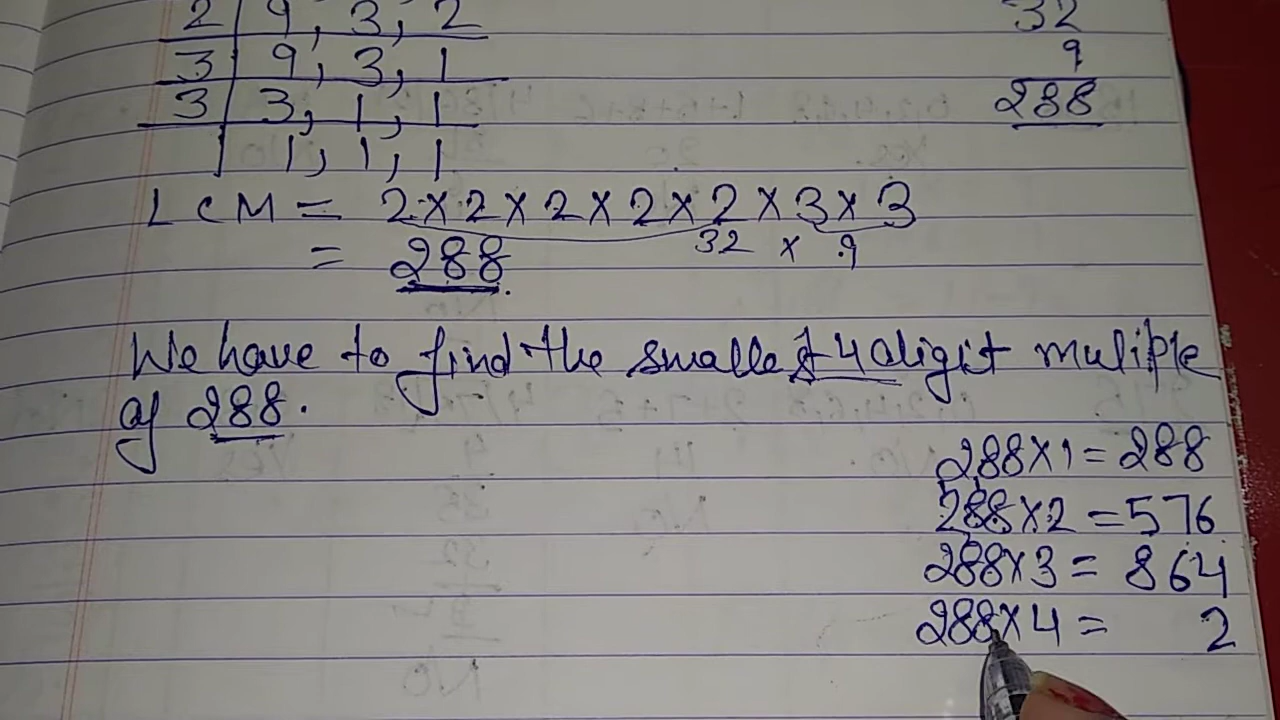 2 | 9, 3, 2
3 | 9, 3, 1
3 | 3, 1, 1
| 1, 1, 1
32
9
288
LCM = 2 × 2 × 2 × 2 × 2 × 3 × 3
32 × 9
= 288.
We have to find the smallest 4 digit muliple
of 288.
288×1 = 288
288×2 = 576
288×3 = 864
288×4 = 2